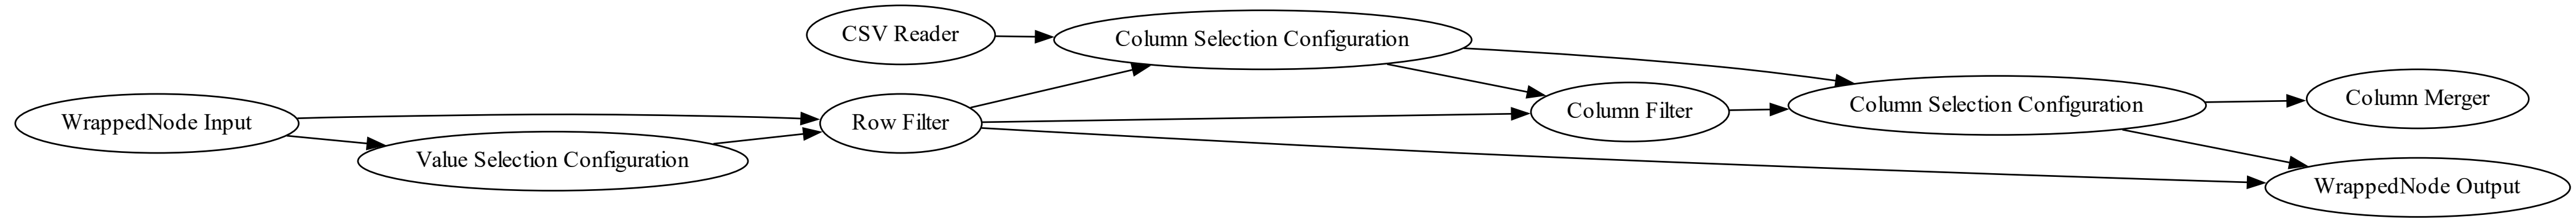 CSV Reader
Column Selection Configuration
WrappedNode Input
Value Selection Configuration
Row Filter
Column Filter
Column Selection Configuration
Column Merger
WrappedNode Output